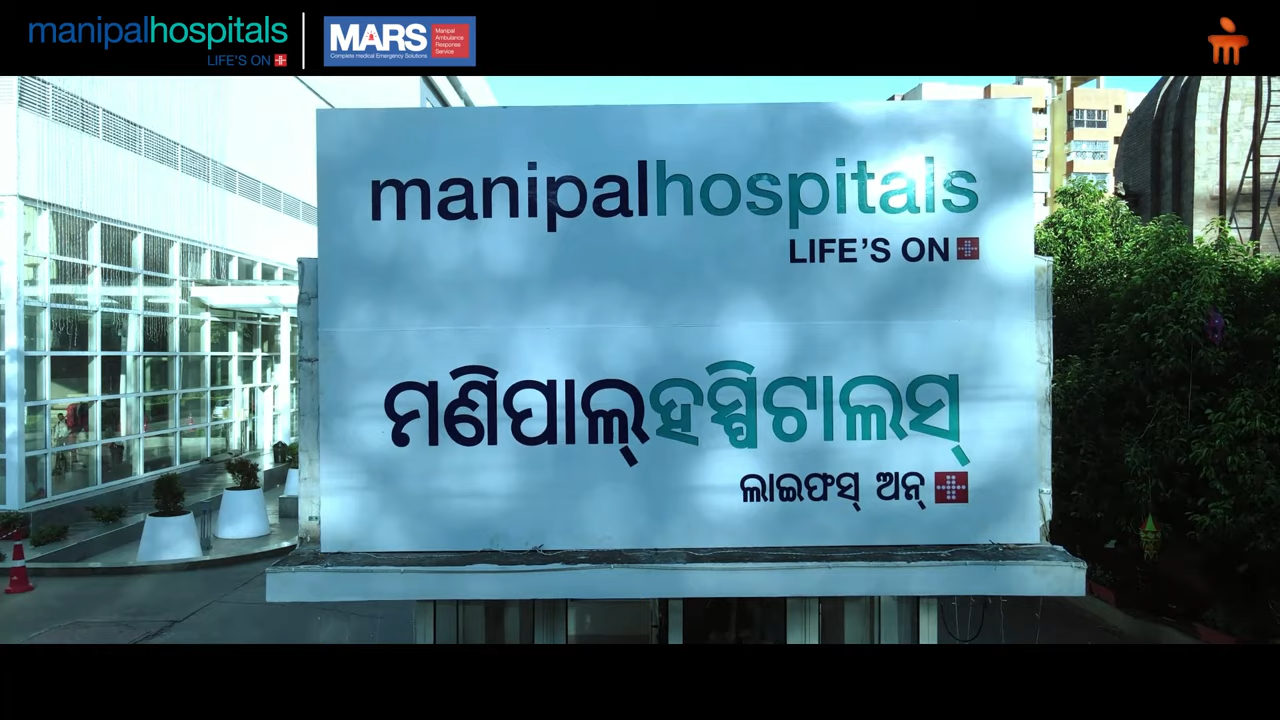 manipalhospitals
LIFE'S ON
MARS
Manipal
Ambulance
Response
Service
Complete medical Emergency Solutions
manipalhospitals
LIFE'S ON
ମଣିପାଲ୍ହସ୍ପିଟାଲସ୍
ଲାଇଫସ୍ ଅନ୍